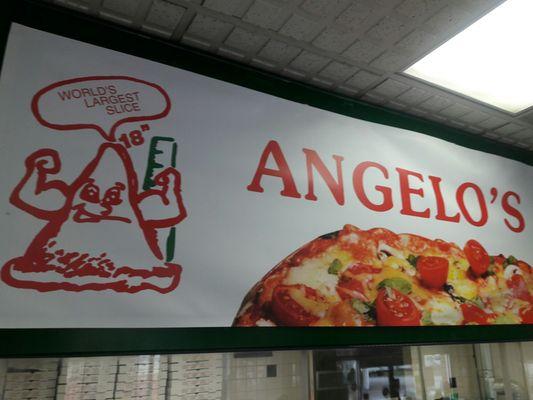 WORLD'S
LARGEST
SLICE
18"
ANGELO'S